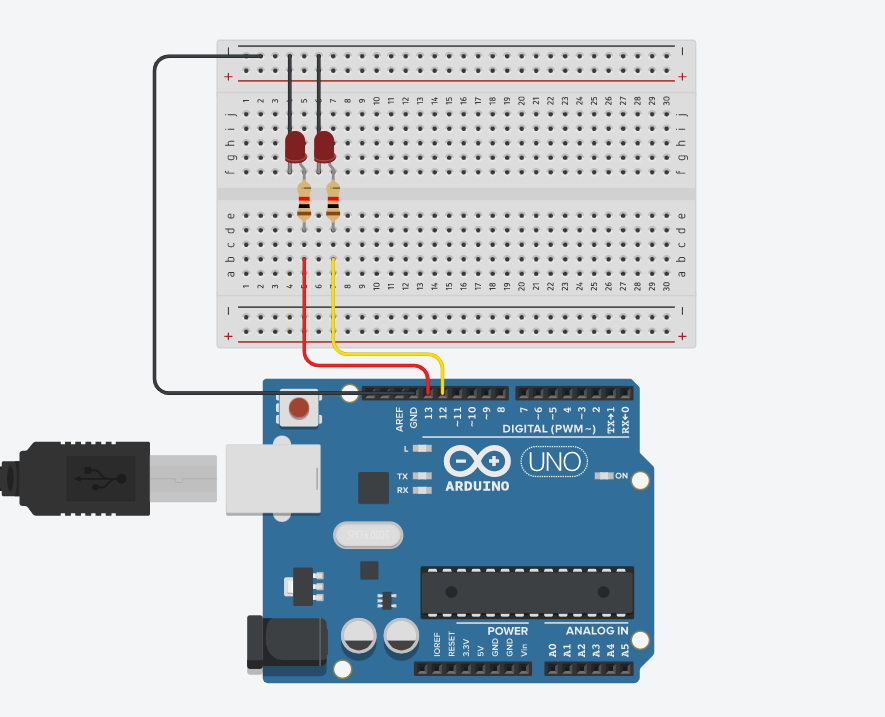 − −
+ +
1 2 3 4 5 6 7 8 9 10 11 12 13 14 15 16 17 18 19 20 21 22 23 24 25 26 27 28 29 30
j j
i i
h h
g g
f f
e e
d d
c c
b b
a a
1 2 3 4 5 6 7 8 9 10 11 12 13 14 15 16 17 18 19 20 21 22 23 24 25 26 27 28 29 30
− −
+ +
AREF GND 13 12 ~11 ~10 ~9 8 7 ~6 ~5 4 ~3 2 TX→1 RX←0
DIGITAL (PWM~)
L
TX
RX
ARDUINO
UNO
ON
POWER ANALOG IN
IOREF RESET 3.3V 5V GND GND Vin A0 A1 A2 A3 A4 A5